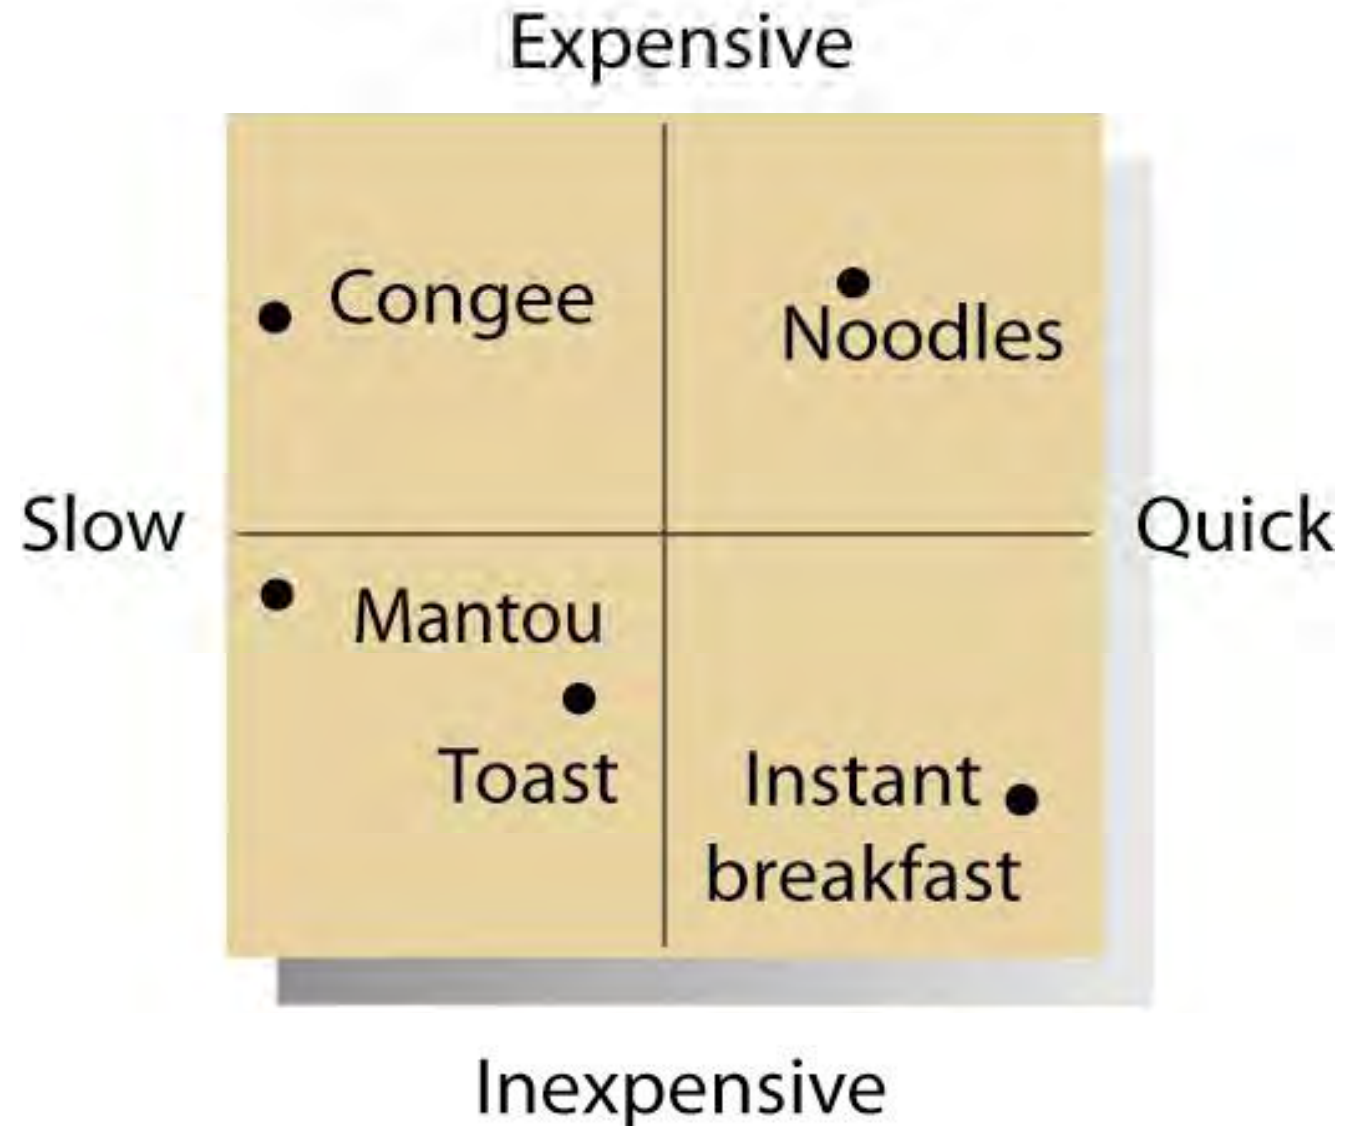 Expensive
Congee
Noodles
Slow
Quick
Mantou
Toast
Instant
breakfast
Inexpensive